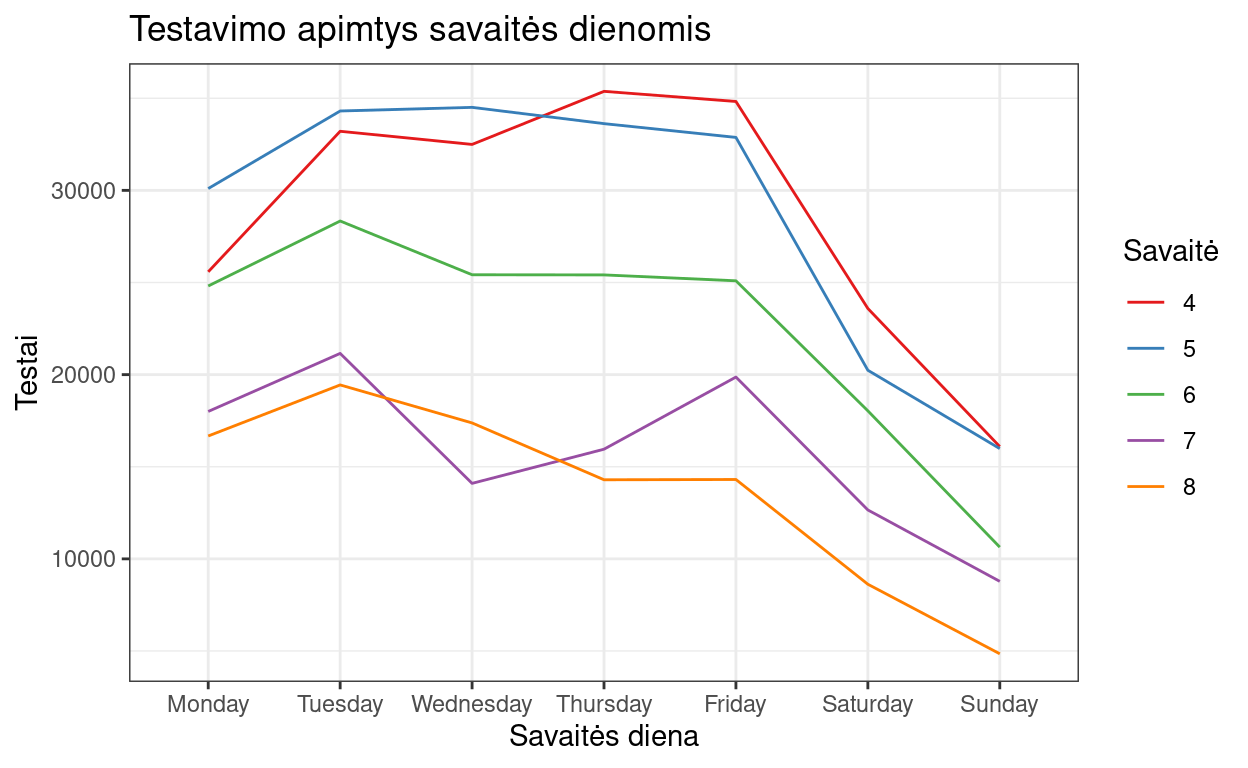 Testavimo apimtys savaitės dienomis
Testai
30000
20000
10000
Monday Tuesday Wednesday Thursday Friday Saturday Sunday
Savaitės diena
Savaitė
4
5
6
7
8